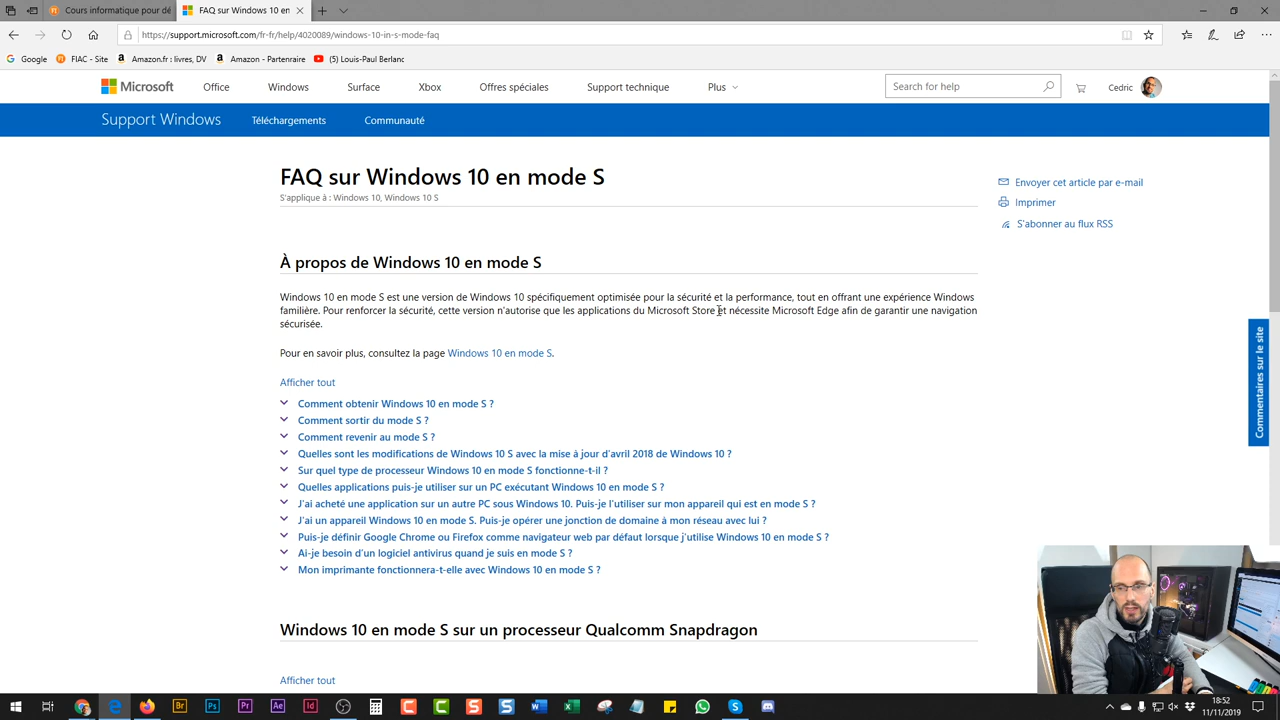 Cours informatique pour dé
FAQ sur Windows 10 en
https://support.microsoft.com/fr-fr/help/4020089/windows-10-in-s-mode-faq
Google FIAC - Site Amazon.fr : livres, DV Amazon - Partenraire (5) Louis-Paul Berlanc
Microsoft Office Windows Surface Xbox Offres spéciales Support technique Plus Search for help Cedric
Support Windows Téléchargements Communauté
FAQ sur Windows 10 en mode S
S'applique à : Windows 10, Windows 10 S
Envoyer cet article par e-mail
Imprimer
S'abonner au flux RSS
À propos de Windows 10 en mode S
Windows 10 en mode S est une version de Windows 10 spécifiquement optimisée pour la sécurité et la performance, tout en offrant une expérience Windows
familière. Pour renforcer la sécurité, cette version n'autorise que les applications du Microsoft Store et nécessite Microsoft Edge afin de garantir une navigation
sécurisée.
Pour en savoir plus, consultez la page Windows 10 en mode S.
Afficher tout
Comment obtenir Windows 10 en mode S ?
Comment sortir du mode S ?
Comment revenir au mode S ?
Quelles sont les modifications de Windows 10 S avec la mise à jour d'avril 2018 de Windows 10 ?
Sur quel type de processeur Windows 10 en mode S fonctionne-t-il ?
Quelles applications puis-je utiliser sur un PC exécutant Windows 10 en mode S ?
J'ai acheté une application sur un autre PC sous Windows 10. Puis-je l'utiliser sur mon appareil qui est en mode S ?
J'ai un appareil Windows 10 en mode S. Puis-je opérer une jonction de domaine à mon réseau avec lui ?
Puis-je définir Google Chrome ou Firefox comme navigateur web par défaut lorsque j'utilise Windows 10 en mode S ?
Ai-je besoin d'un logiciel antivirus quand je suis en mode S ?
Mon imprimante fonctionnera-t-elle avec Windows 10 en mode S ?
Commentaires sur le site
Windows 10 en mode S sur un processeur Qualcomm Snapdragon
Afficher tout
18:52
11/11/2019